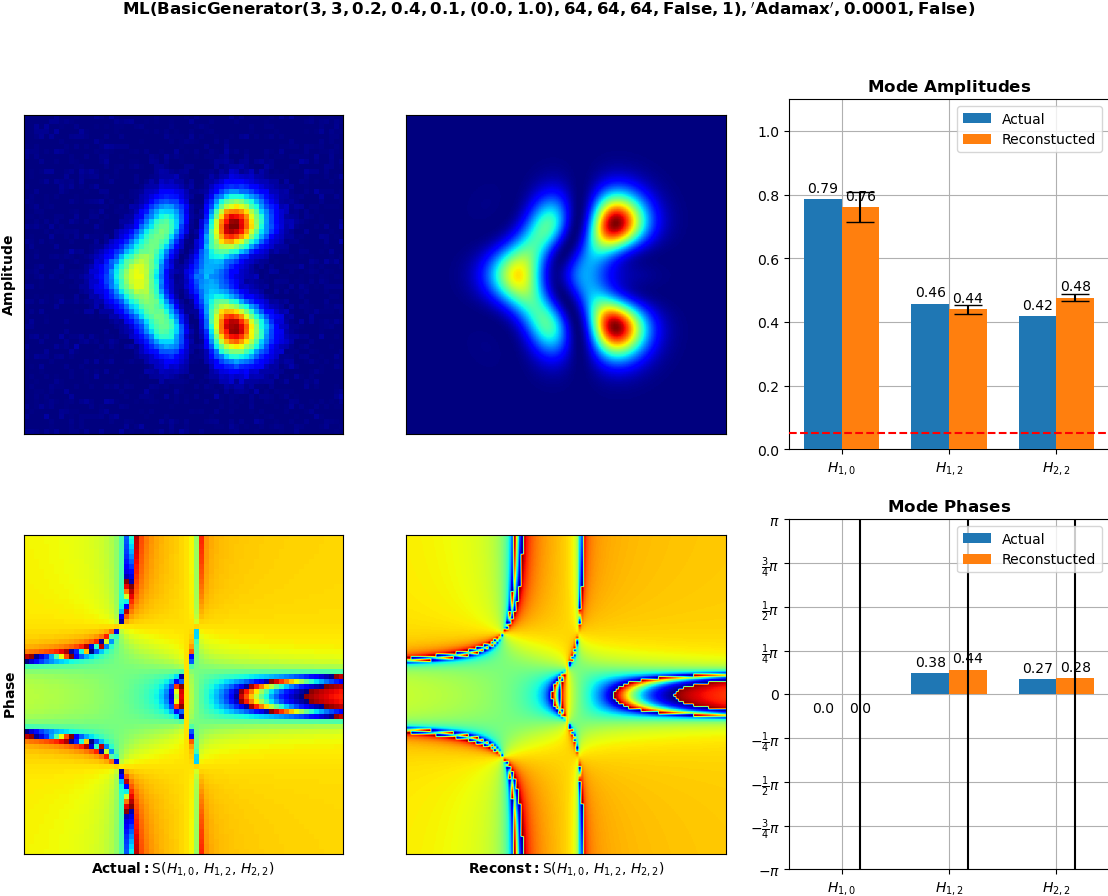 ML(BasicGenerator(3, 3, 0.2, 0.4, 0.1, (0.0, 1.0), 64, 64, 64, False, 1), 'Adamax', 0.0001, False)
Amplitude
Mode Amplitudes
Actual
Reconstucted
1.0
0.8
0.6
0.4
0.2
0.0
0.79
0.76
0.46
0.44
0.42
0.48
H1,0
H1,2
H2,2
Phase
Actual: S(H1,0, H1,2, H2,2)
Reconst: S(H1,0, H1,2, H2,2)
Mode Phases
Actual
Reconstucted
π
3/4π
1/2π
1/4π
0
−1/4π
−1/2π
−3/4π
−π
0.0
0.0
0.38
0.44
0.27
0.28
H1,0
H1,2
H2,2